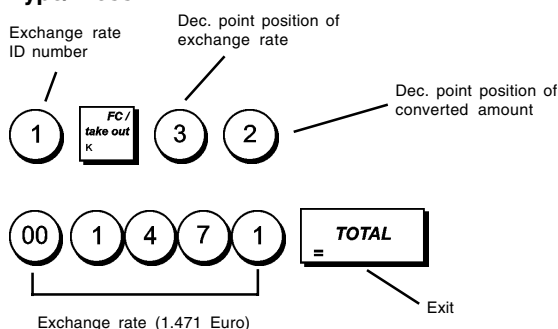 Exchange rate
ID number
Dec. point position of
exchange rate
Dec. point position of
converted amount
1
FC /
take out
K
3
2
00
1
4
7
1
TOTAL
=
Exchange rate (1.471 Euro)
Exit